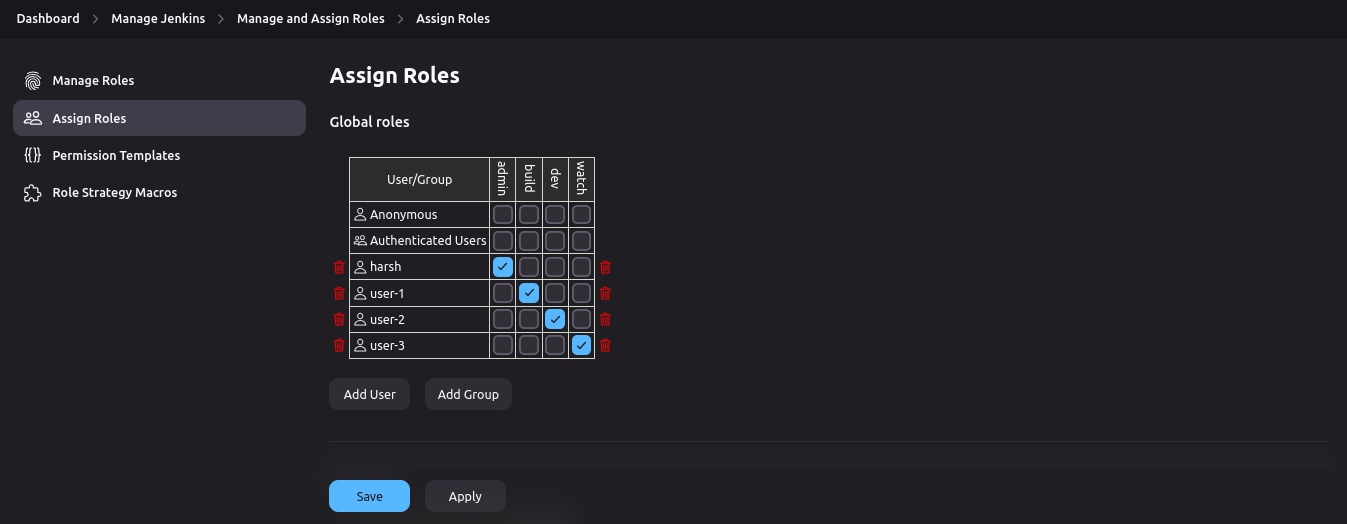 Dashboard > Manage Jenkins > Manage and Assign Roles > Assign Roles
Manage Roles
Assign Roles
Permission Templates
Role Strategy Macros
Assign Roles
Global roles
User/Group admin build dev watch
Anonymous
Authenticated Users
harsh
user-1
user-2
user-3
Add User Add Group
Save Apply